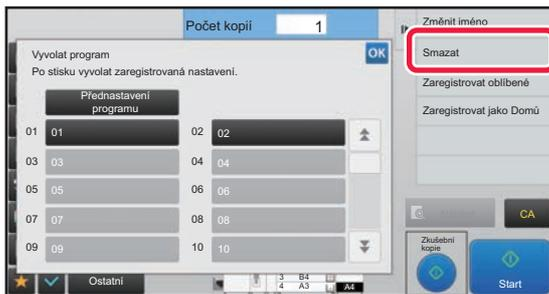 Počet kopií 1
Změnit jméno
Vyvolat program
OK
Smazat
Po stisku vyvolat zaregistrovaná nastavení.
Zaregistrovat oblíbené
Přednastavení
programu
Zaregistrovat jako Domů
01 01 02 02
03 03 04 04
05 05 06 06
07 07 08 08
09 09 10 10
CA
Zkušební
kopie
Start
Ostatní
3 B4
4 A3
A4